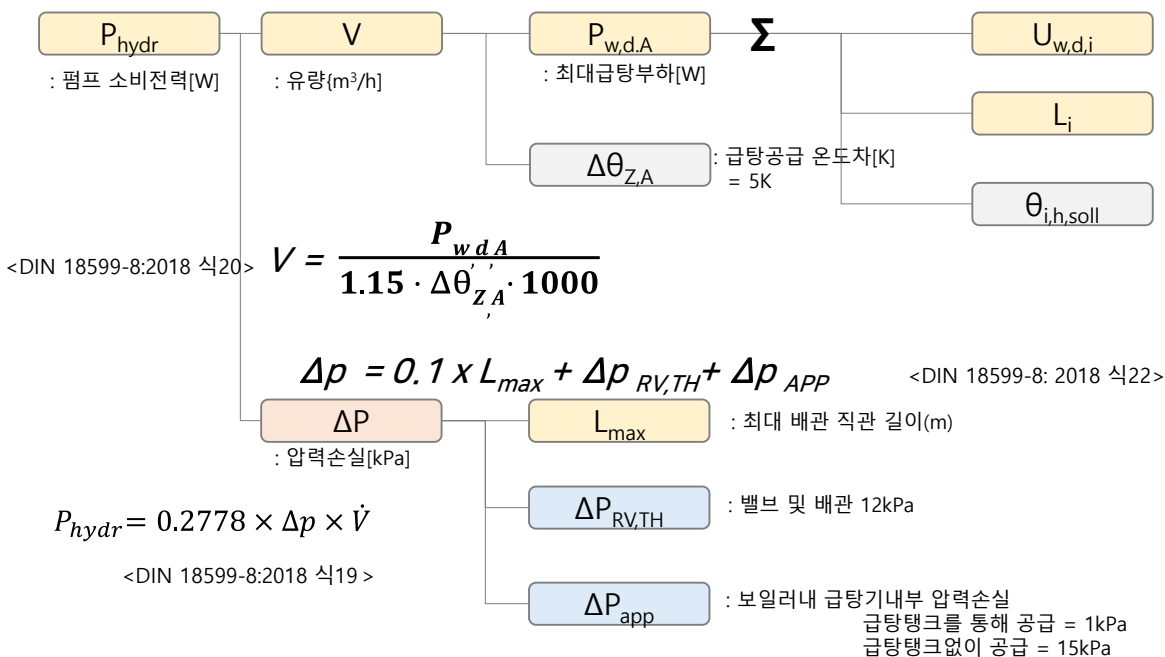 P_hydr V P_w,d.A Σ U_w,d,i
: 펌프 소비전력[W] : 유량{m³/h] : 최대급탕부하[W]
L_i
Δθ_Z,A : 급탕공급 온도차[K]
= 5K
θ_i,h,soll
<DIN 18599-8:2018 식20> V = P_w,d,A / 1.15 · Δθ_Z,A · 1000
Δp = 0.1 x L_max + Δp_RV,TH + Δp_APP <DIN 18599-8: 2018 식22>
ΔP L_max : 최대 배관 직관 길이(m)
: 압력손실[kPa]
ΔP_RV,TH : 밸브 및 배관 12kPa
P_hydr = 0.2778 × Δp × V̇
<DIN 18599-8:2018 식19 >
ΔP_app : 보일러내 급탕기내부 압력손실
급탕탱크를 통해 공급 = 1kPa
급탕탱크없이 공급 = 15kPa